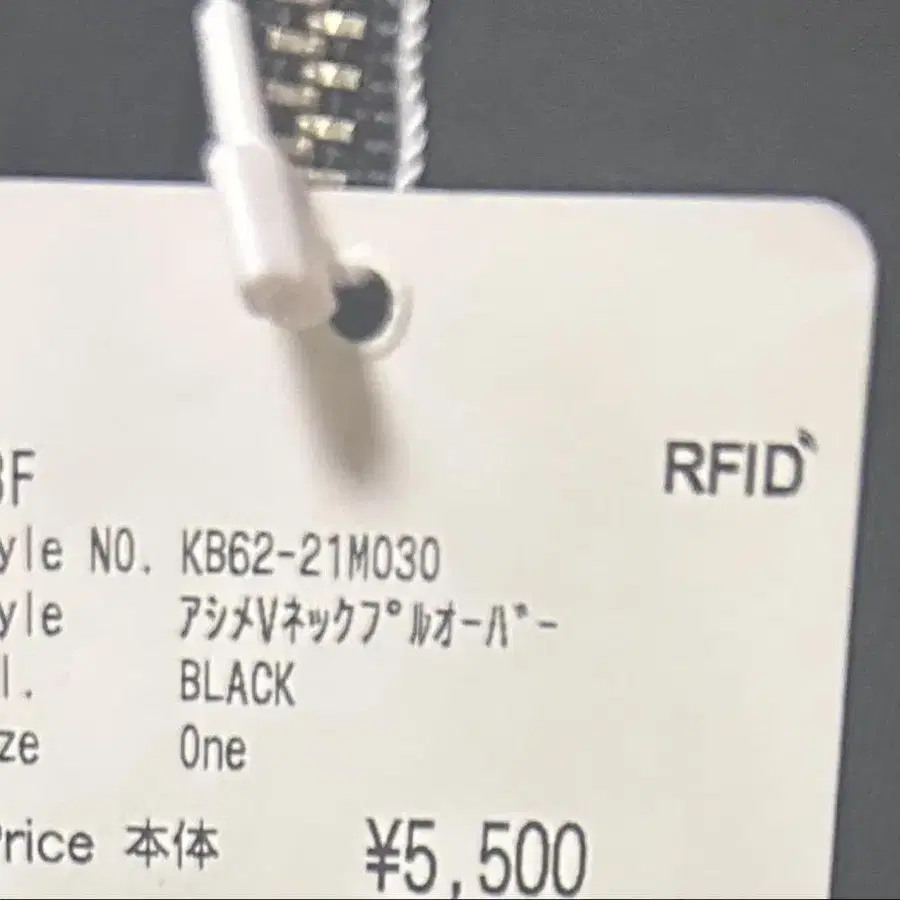 RFID
BF
yle NO. KB62-21M030
yle ｱｼﾒVﾈｯｸﾌﾟﾙｵｰﾊﾞｰ
l. BLACK
ze One
Price 本体 ¥5,500